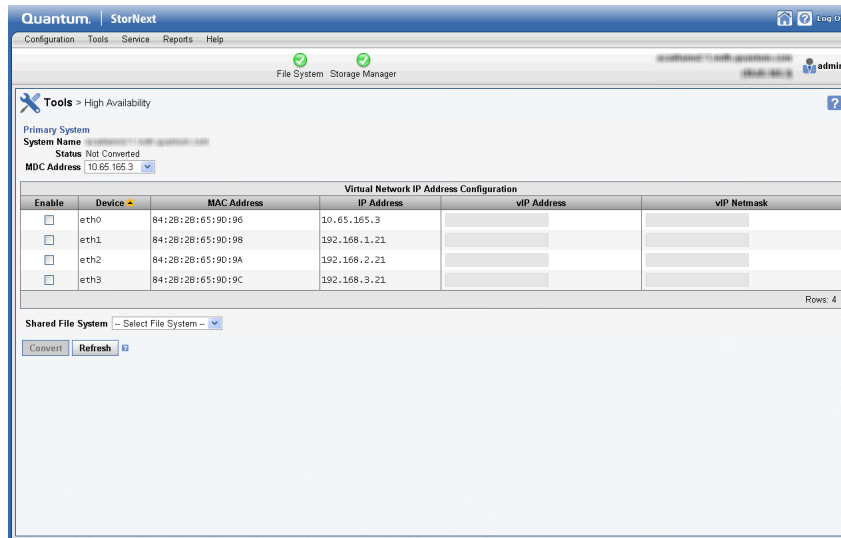 Quantum. StorNext Log O
Configuration Tools Service Reports Help
File System Storage Manager admin
Tools > High Availability
Primary System
System Name
Status Not Converted
MDC Address 10.65.165.3
Virtual Network IP Address Configuration
Enable Device MAC Address IP Address vIP Address vIP Netmask
eth0 84:2B:2B:65:9D:96 10.65.165.3
eth1 84:2B:2B:65:9D:98 192.168.1.21
eth2 84:2B:2B:65:9D:9A 192.168.2.21
eth3 84:2B:2B:65:9D:9C 192.168.3.21
Rows: 4
Shared File System -- Select File System --
Convert Refresh